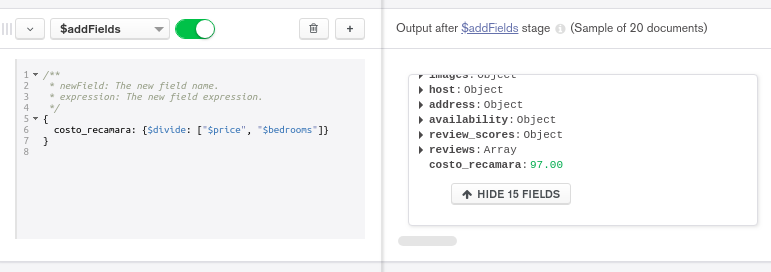 $addFields
+
1 /**
2 * newField: The new field name.
3 * expression: The new field expression.
4 */
5 {
6 costo_recamara: {$divide: ["$price", "$bedrooms"]}
7 }
8
Output after $addFields stage (Sample of 20 documents)
images: Object
host: Object
address: Object
availability: Object
review_scores: Object
reviews: Array
costo_recamara: 97.00
HIDE 15 FIELDS